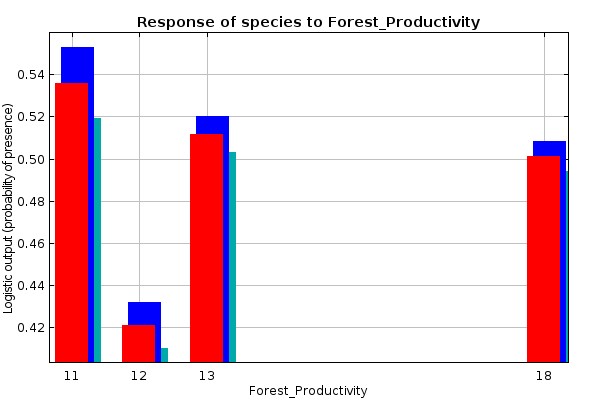 Response of species to Forest_Productivity
Logistic output (probability of presence)
0.54
0.52
0.50
0.48
0.46
0.44
0.42
11 12 13 18
Forest_Productivity